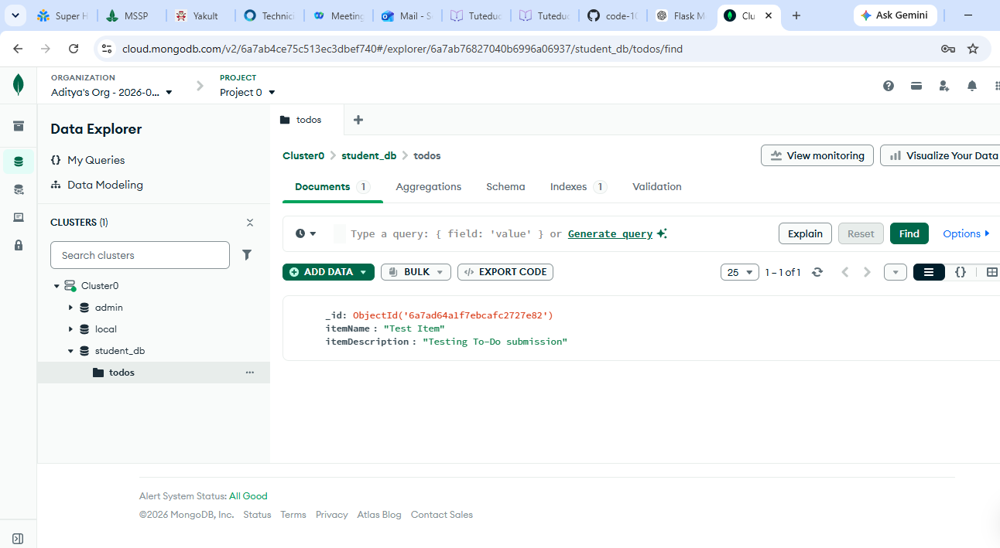 Super H
MSSP
Yakult
Technici
Meeting
Mail - S
Tutedu
Tutedu
code-10
Flask M
Clu
Ask Gemini
cloud.mongodb.com/v2/6a7ab4ce75c513ec3dbef740#/explorer/6a7ab76827040b6996a06937/student_db/todos/find
ORGANIZATION
Aditya's Org - 2026-0...
PROJECT
Project 0
Data Explorer
My Queries
Data Modeling
CLUSTERS (1)
Search clusters
Cluster0
admin
local
student_db
todos
todos
Cluster0 > student_db > todos
View monitoring
Visualize Your Data
Documents 1
Aggregations
Schema
Indexes 1
Validation
Type a query: { field: 'value' } or Generate query
Explain
Reset
Find
Options
ADD DATA
BULK
EXPORT CODE
25
1 – 1 of 1
_id: ObjectId('6a7ad64a1f7ebcafc2727e82')
itemName : "Test Item"
itemDescription : "Testing To-Do submission"
Alert System Status: All Good
©2026 MongoDB, Inc. Status Terms Privacy Atlas Blog Contact Sales